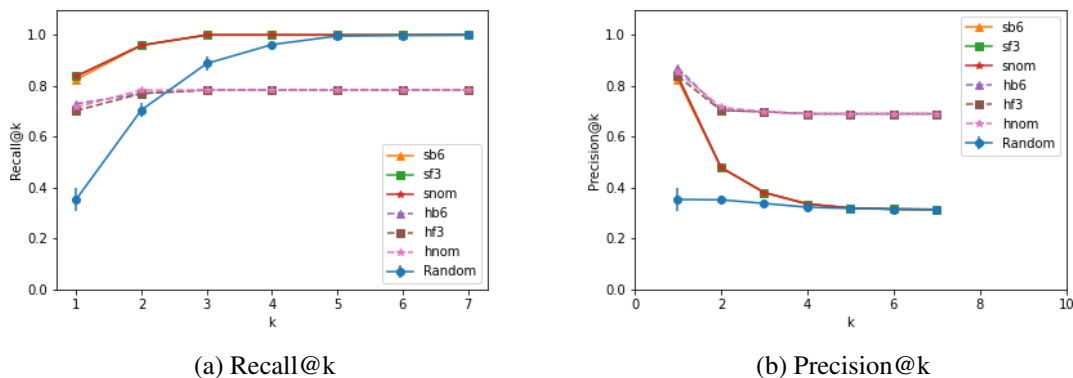 1.0
0.8
0.6
0.4
0.2
0.0
Recall@k
1 2 3 4 5 6 7
k
sb6
sf3
snom
hb6
hf3
hnom
Random
(a) Recall@k
1.0
0.8
0.6
0.4
0.2
0.0
Precision@k
0 2 4 6 8 10
k
sb6
sf3
snom
hb6
hf3
hnom
Random
(b) Precision@k